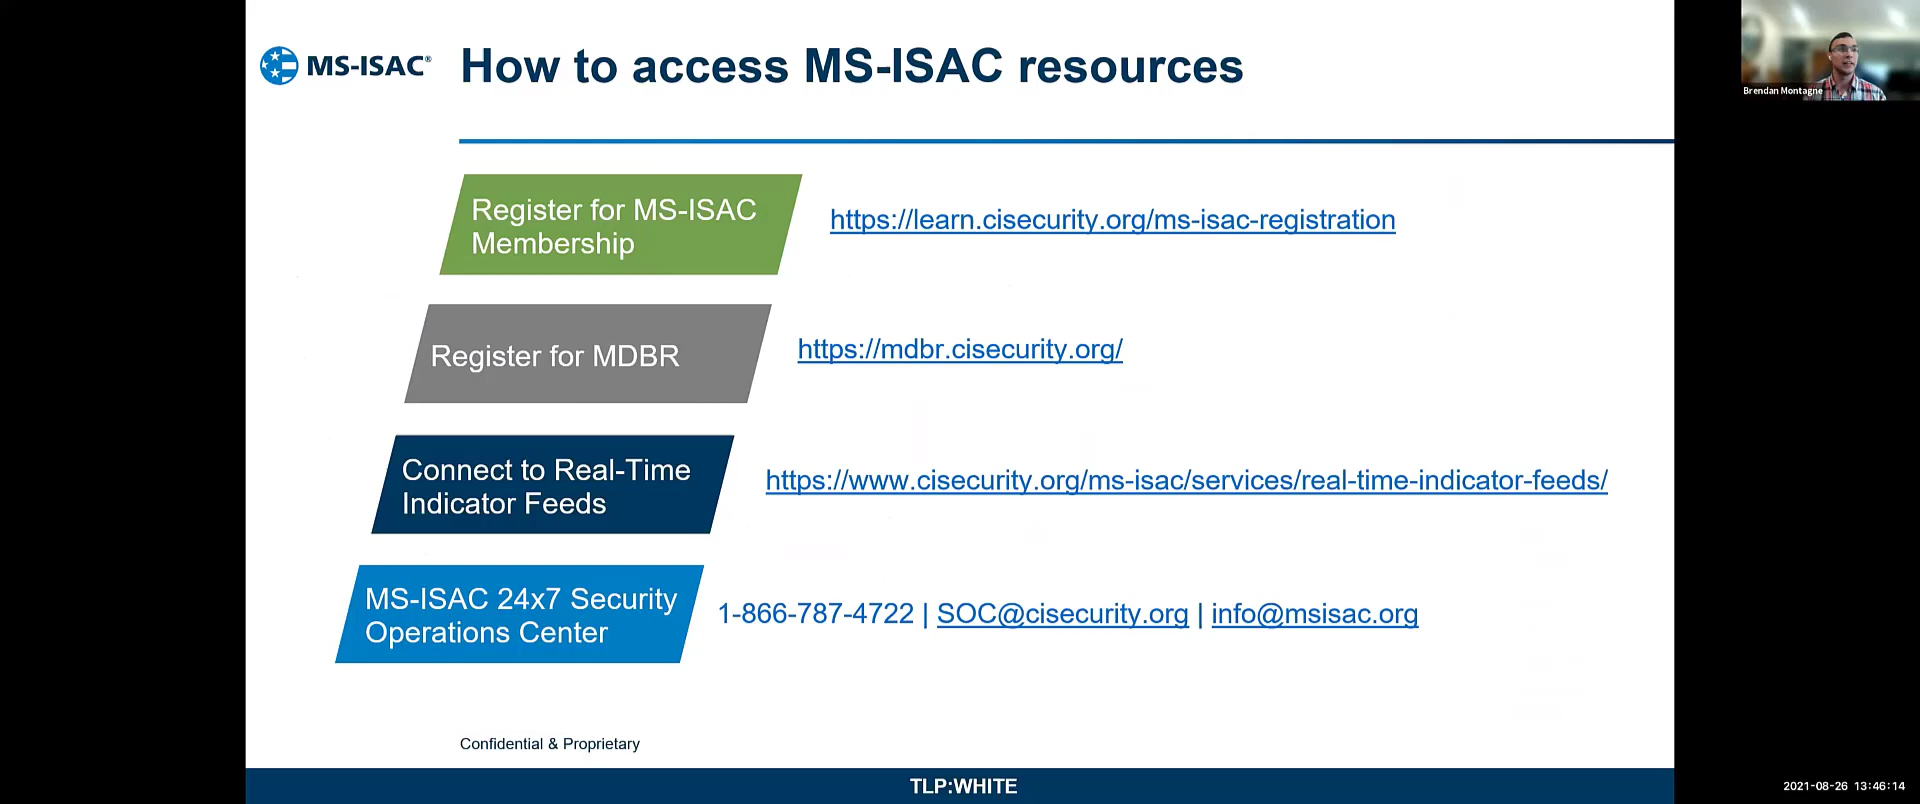 MS-ISAC®
How to access MS-ISAC resources
Brendan Montagne
Register for MS-ISAC
Membership
https://learn.cisecurity.org/ms-isac-registration
Register for MDBR
https://mdbr.cisecurity.org/
Connect to Real-Time
Indicator Feeds
https://www.cisecurity.org/ms-isac/services/real-time-indicator-feeds/
MS-ISAC 24x7 Security
Operations Center
1-866-787-4722 | SOC@cisecurity.org | info@msisac.org
Confidential & Proprietary
TLP:WHITE
2021-08-26 13:46:14